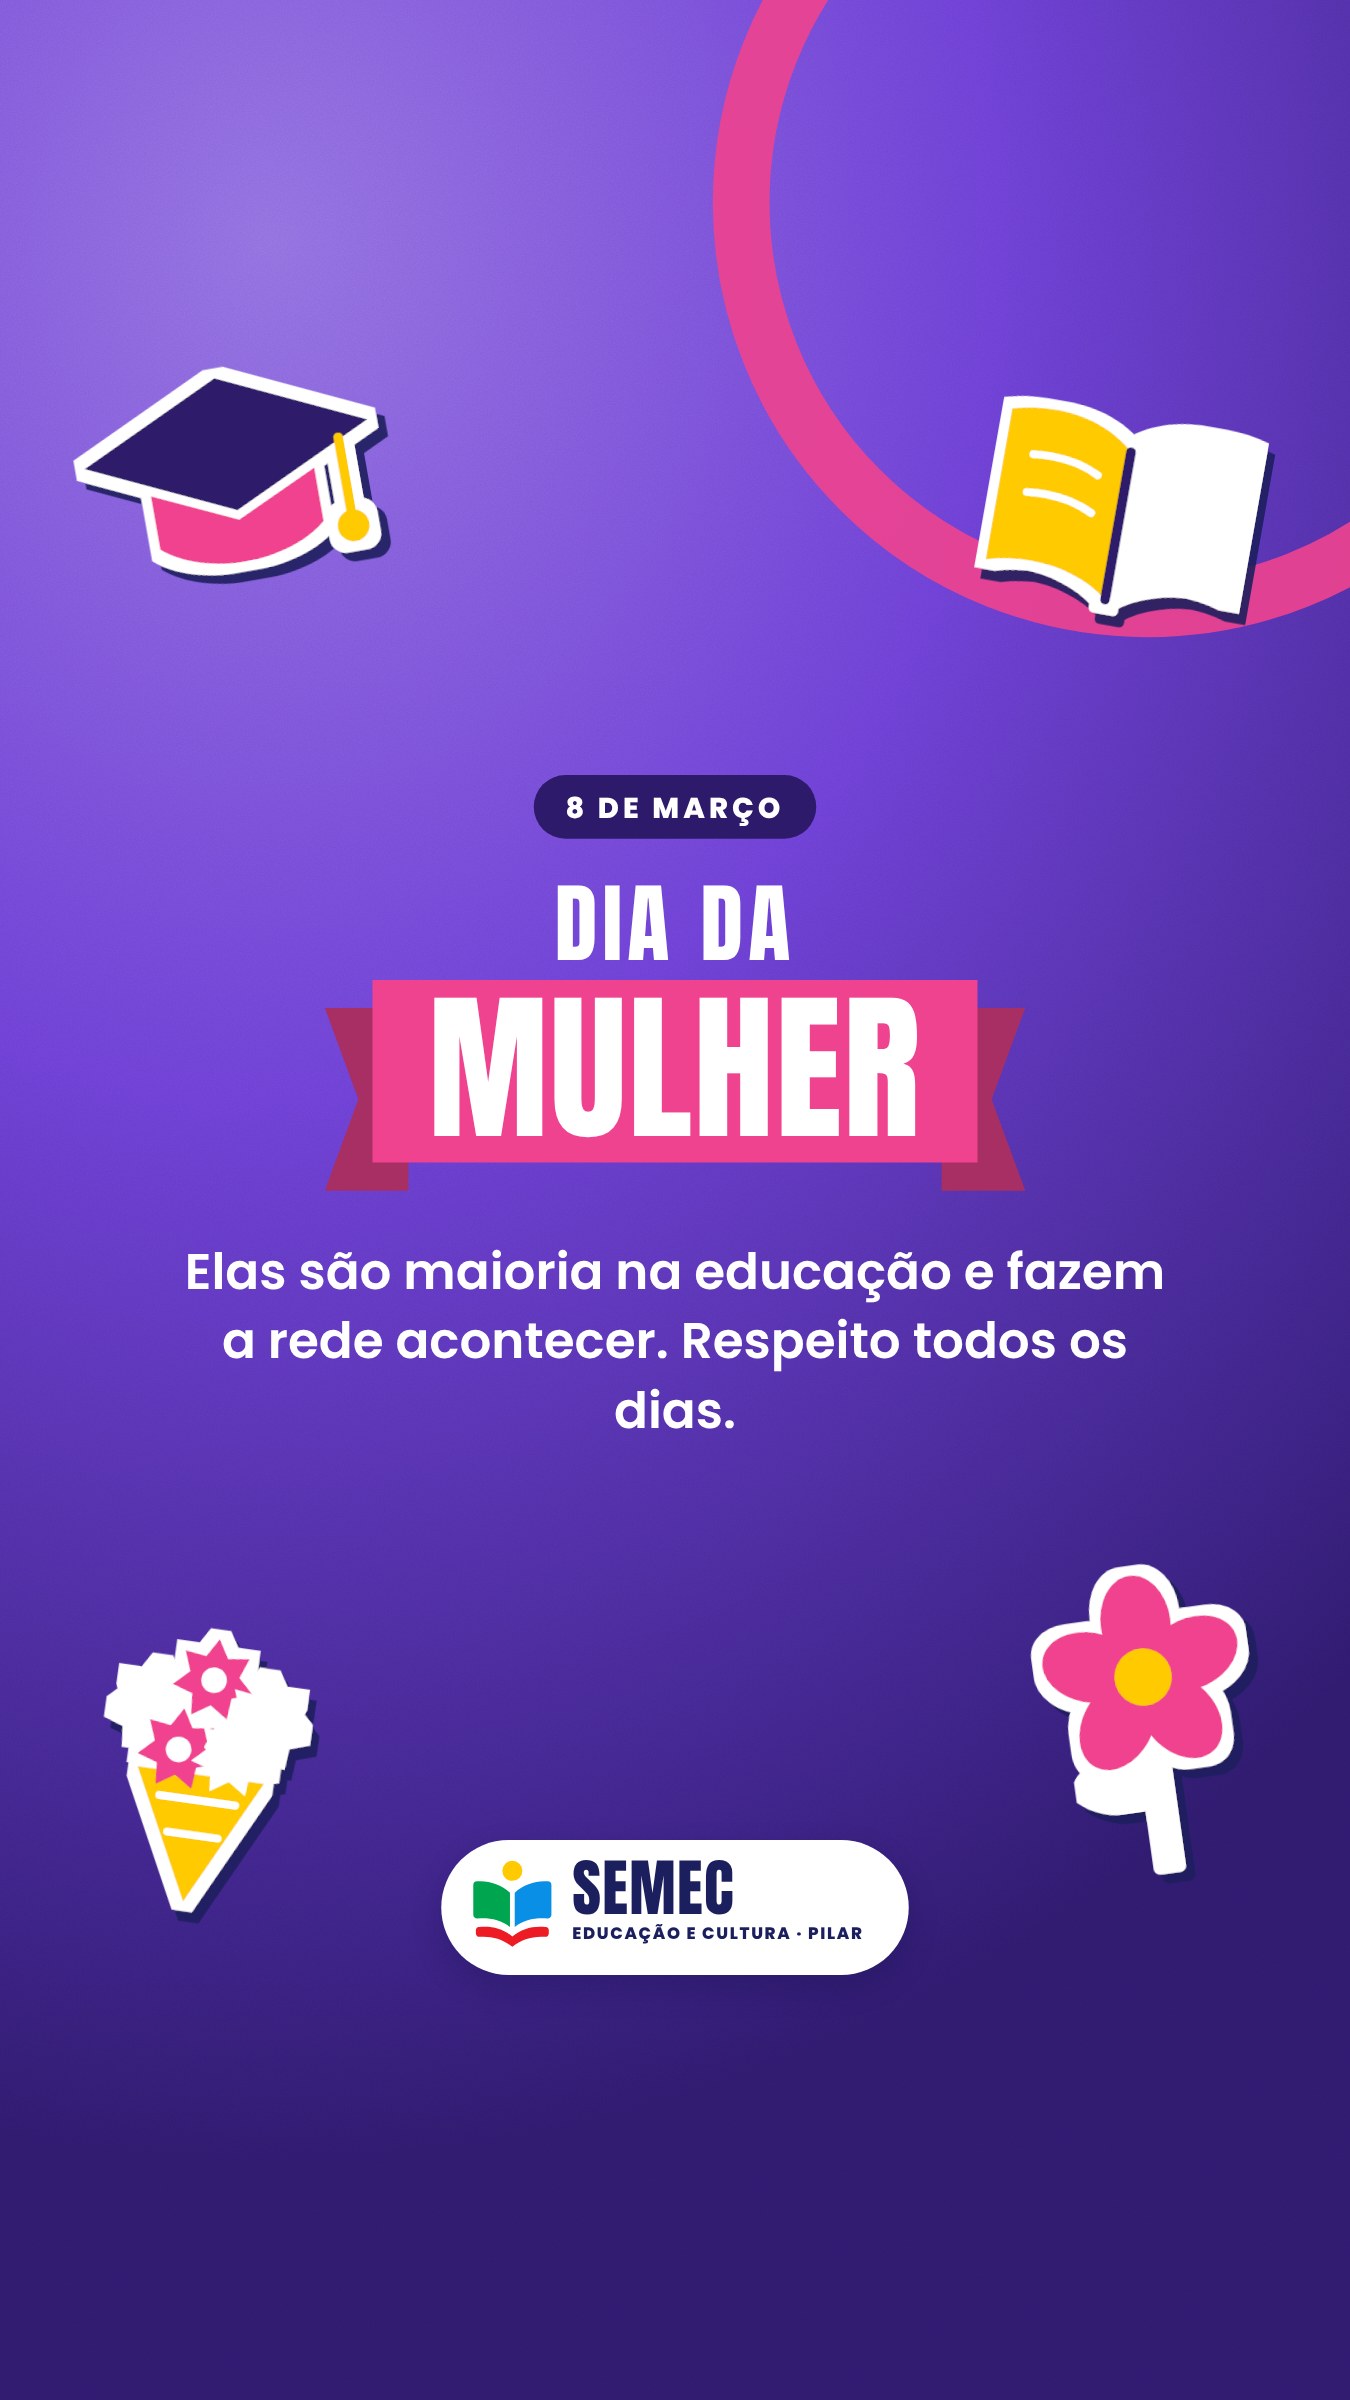 8 DE MARÇO
DIA DA
MULHER
Elas são maioria na educação e fazem
a rede acontecer. Respeito todos os
dias.
SEMEC
EDUCAÇÃO E CULTURA · PILAR